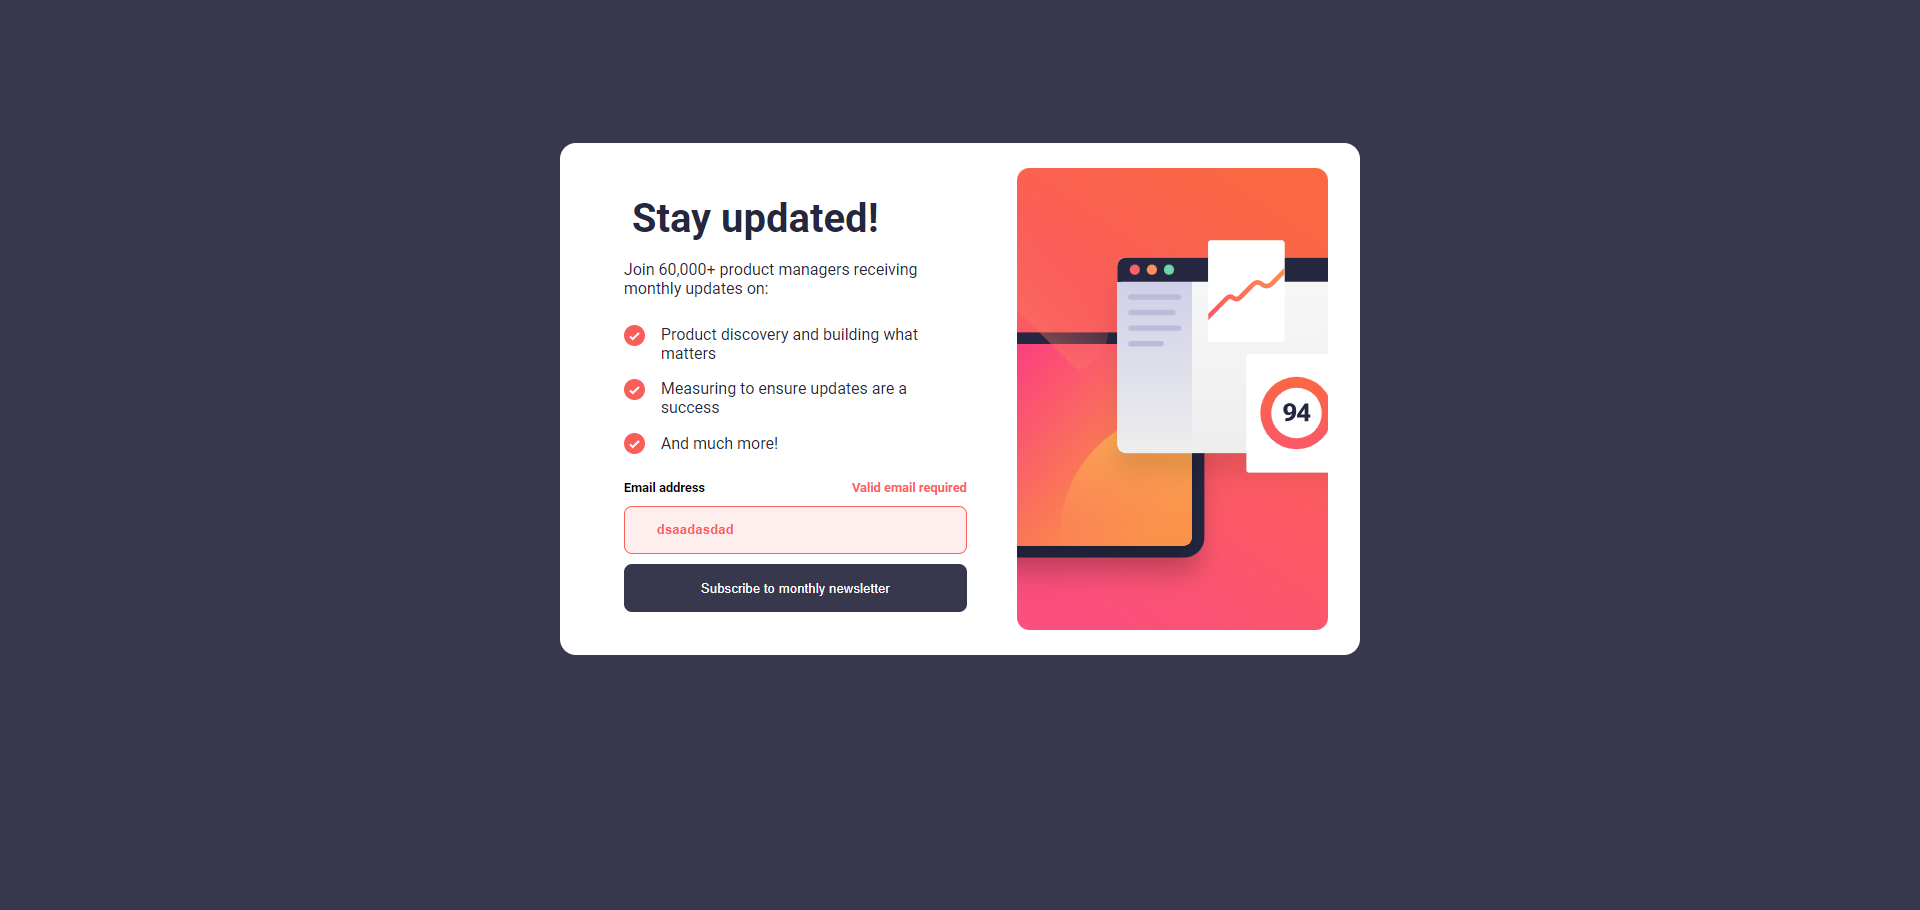 Stay updated!
Join 60,000+ product managers receiving
monthly updates on:
Product discovery and building what
matters
Measuring to ensure updates are a
success
And much more!
Email address Valid email required
dsaadasdad
Subscribe to monthly newsletter
94